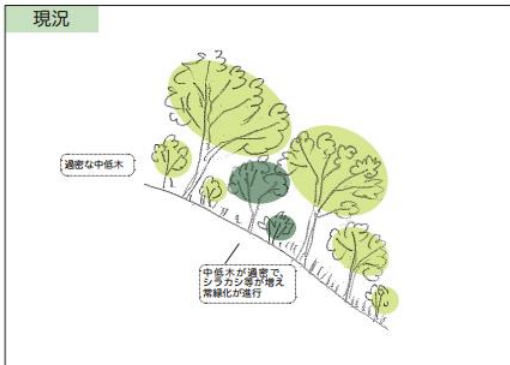 現況
過密な中低木
中低木が過密で、
シラカシ等が増え
常緑化が進行